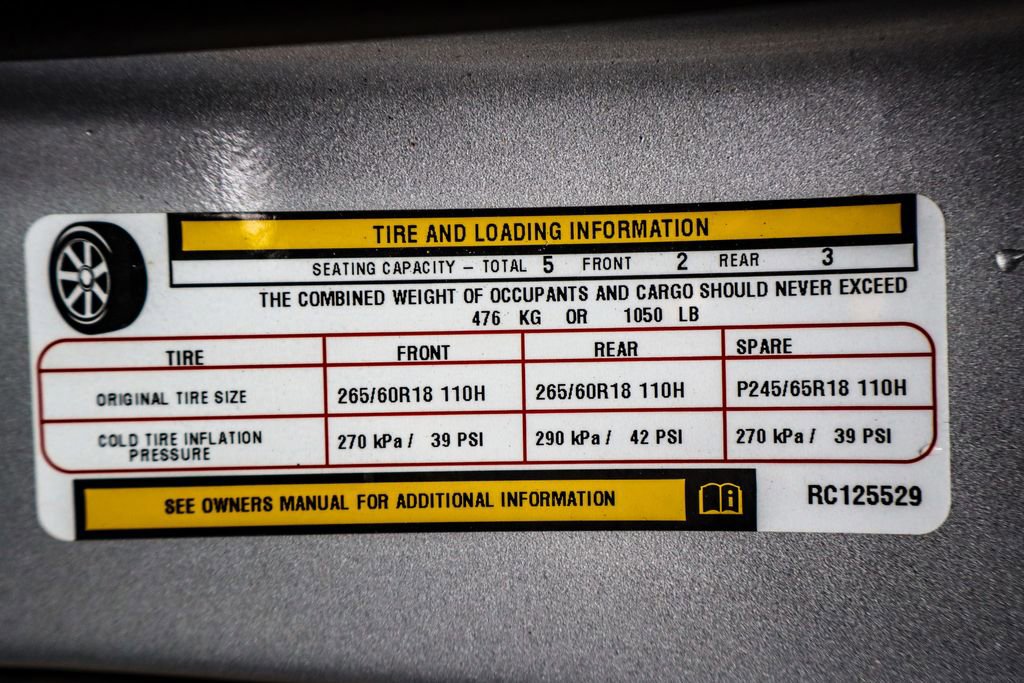 TIRE AND LOADING INFORMATION
SEATING CAPACITY – TOTAL 5 FRONT 2 REAR 3
THE COMBINED WEIGHT OF OCCUPANTS AND CARGO SHOULD NEVER EXCEED
476 KG OR 1050 LB
TIRE FRONT REAR SPARE
ORIGINAL TIRE SIZE 265/60R18 110H 265/60R18 110H P245/65R18 110H
COLD TIRE INFLATION
PRESSURE 270 kPa / 39 PSI 290 kPa / 42 PSI 270 kPa / 39 PSI
SEE OWNERS MANUAL FOR ADDITIONAL INFORMATION i RC125529